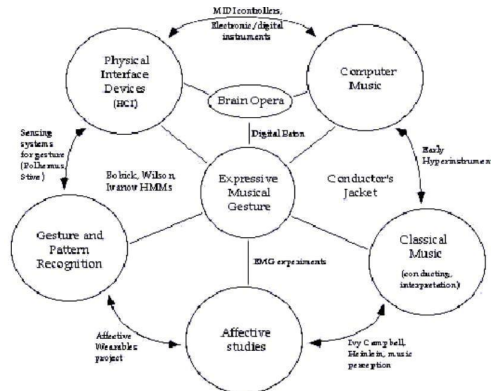 MIDI controllers,
Electronic/digital
instruments
Physical
Interface
Devices
(HCI)
Computer
Music
Brain Opera
Digital Baton
Sensing
systems
for gesture
(Polhemus
Stive)
Bobick, Wilson,
Ivanov HMMs
Expressive
Musical
Gesture
Conductor's
Jacket
Early
Hyperinstrumen
Gesture and
Pattern
Recognition
Classical
Music
(conducting,
interpretation)
EMG experiments
Affective
Wearables
project
Affective
studies
Ivy Campbell,
Heinlein, music
perception